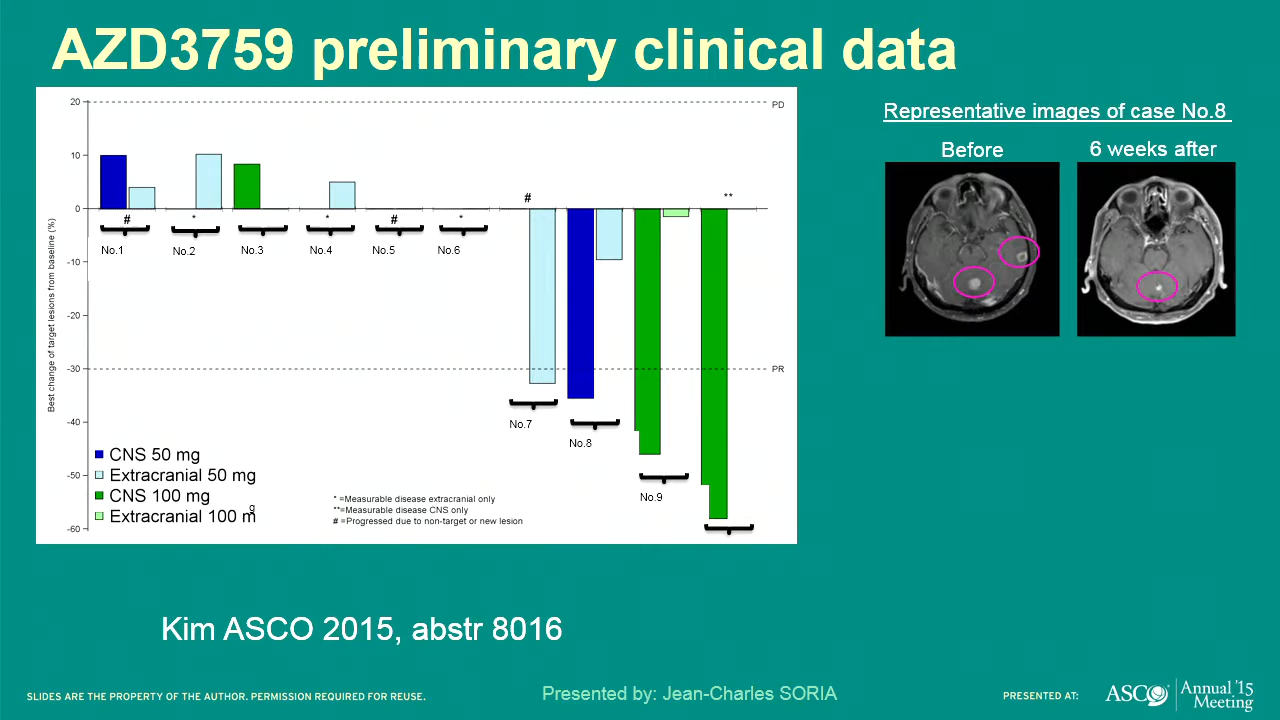 AZD3759 preliminary clinical data
20
10
0
-10
-20
-30
-40
-50
-60
Best change of target lesions from baseline (%)
PD
PR
#
*
*
#
*
#
**
No.1
No.2
No.3
No.4
No.5
No.6
No.7
No.8
No.9
CNS 50 mg
Extracranial 50 mg
CNS 100 mg
Extracranial 100 mg
* =Measurable disease extracranial only
**=Measurable disease CNS only
# =Progressed due to non-target or new lesion
Representative images of case No.8
Before
6 weeks after
Kim ASCO 2015, abstr 8016
SLIDES ARE THE PROPERTY OF THE AUTHOR. PERMISSION REQUIRED FOR REUSE.
Presented by: Jean-Charles SORIA
PRESENTED AT:
ASCO
Annual '15
Meeting